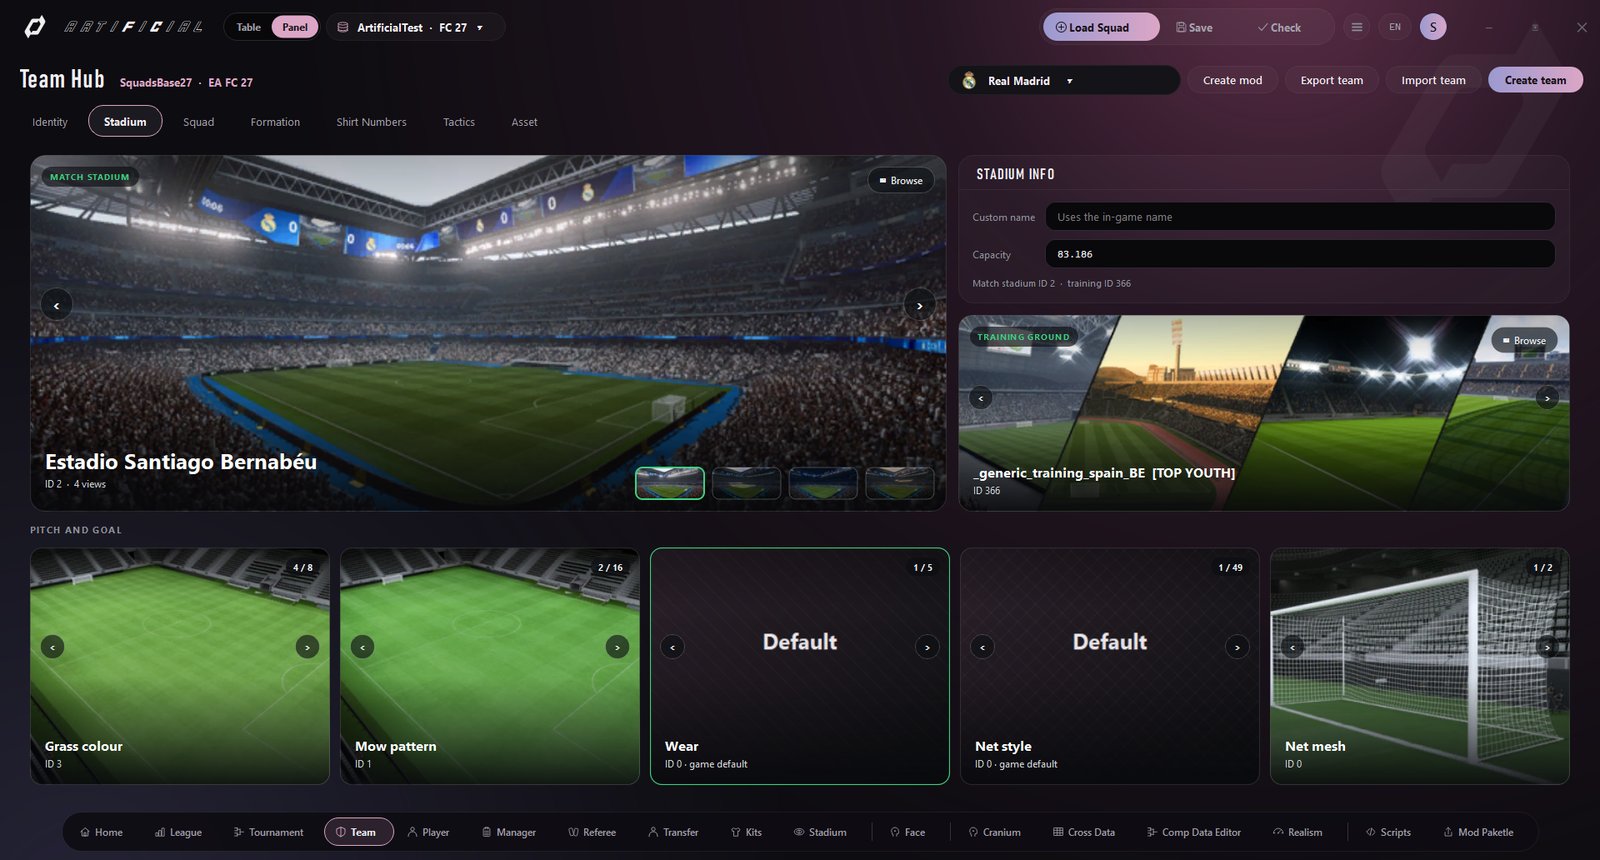 ARTIFICIAL
Table
Panel
ArtificialTest · FC 27
Load Squad
Save
Check
EN
S
Team Hub
SquadsBase27 · EA FC 27
Real Madrid
Create mod
Export team
Import team
Create team
Identity
Stadium
Squad
Formation
Shirt Numbers
Tactics
Asset
MATCH STADIUM
Browse
Estadio Santiago Bernabéu
ID 2 · 4 views
STADIUM INFO
Custom name
Uses the in-game name
Capacity
83.186
Match stadium ID 2 · training ID 366
TRAINING GROUND
Browse
_generic_training_spain_BE [TOP YOUTH]
ID 366
PITCH AND GOAL
4 / 8
Grass colour
ID 3
2 / 16
Mow pattern
ID 1
1 / 5
Default
Wear
ID 0 · game default
1 / 49
Default
Net style
ID 0 · game default
1 / 2
Net mesh
ID 0
Home
League
Tournament
Team
Player
Manager
Referee
Transfer
Kits
Stadium
Face
Cranium
Cross Data
Comp Data Editor
Realism
Scripts
Mod Paketle